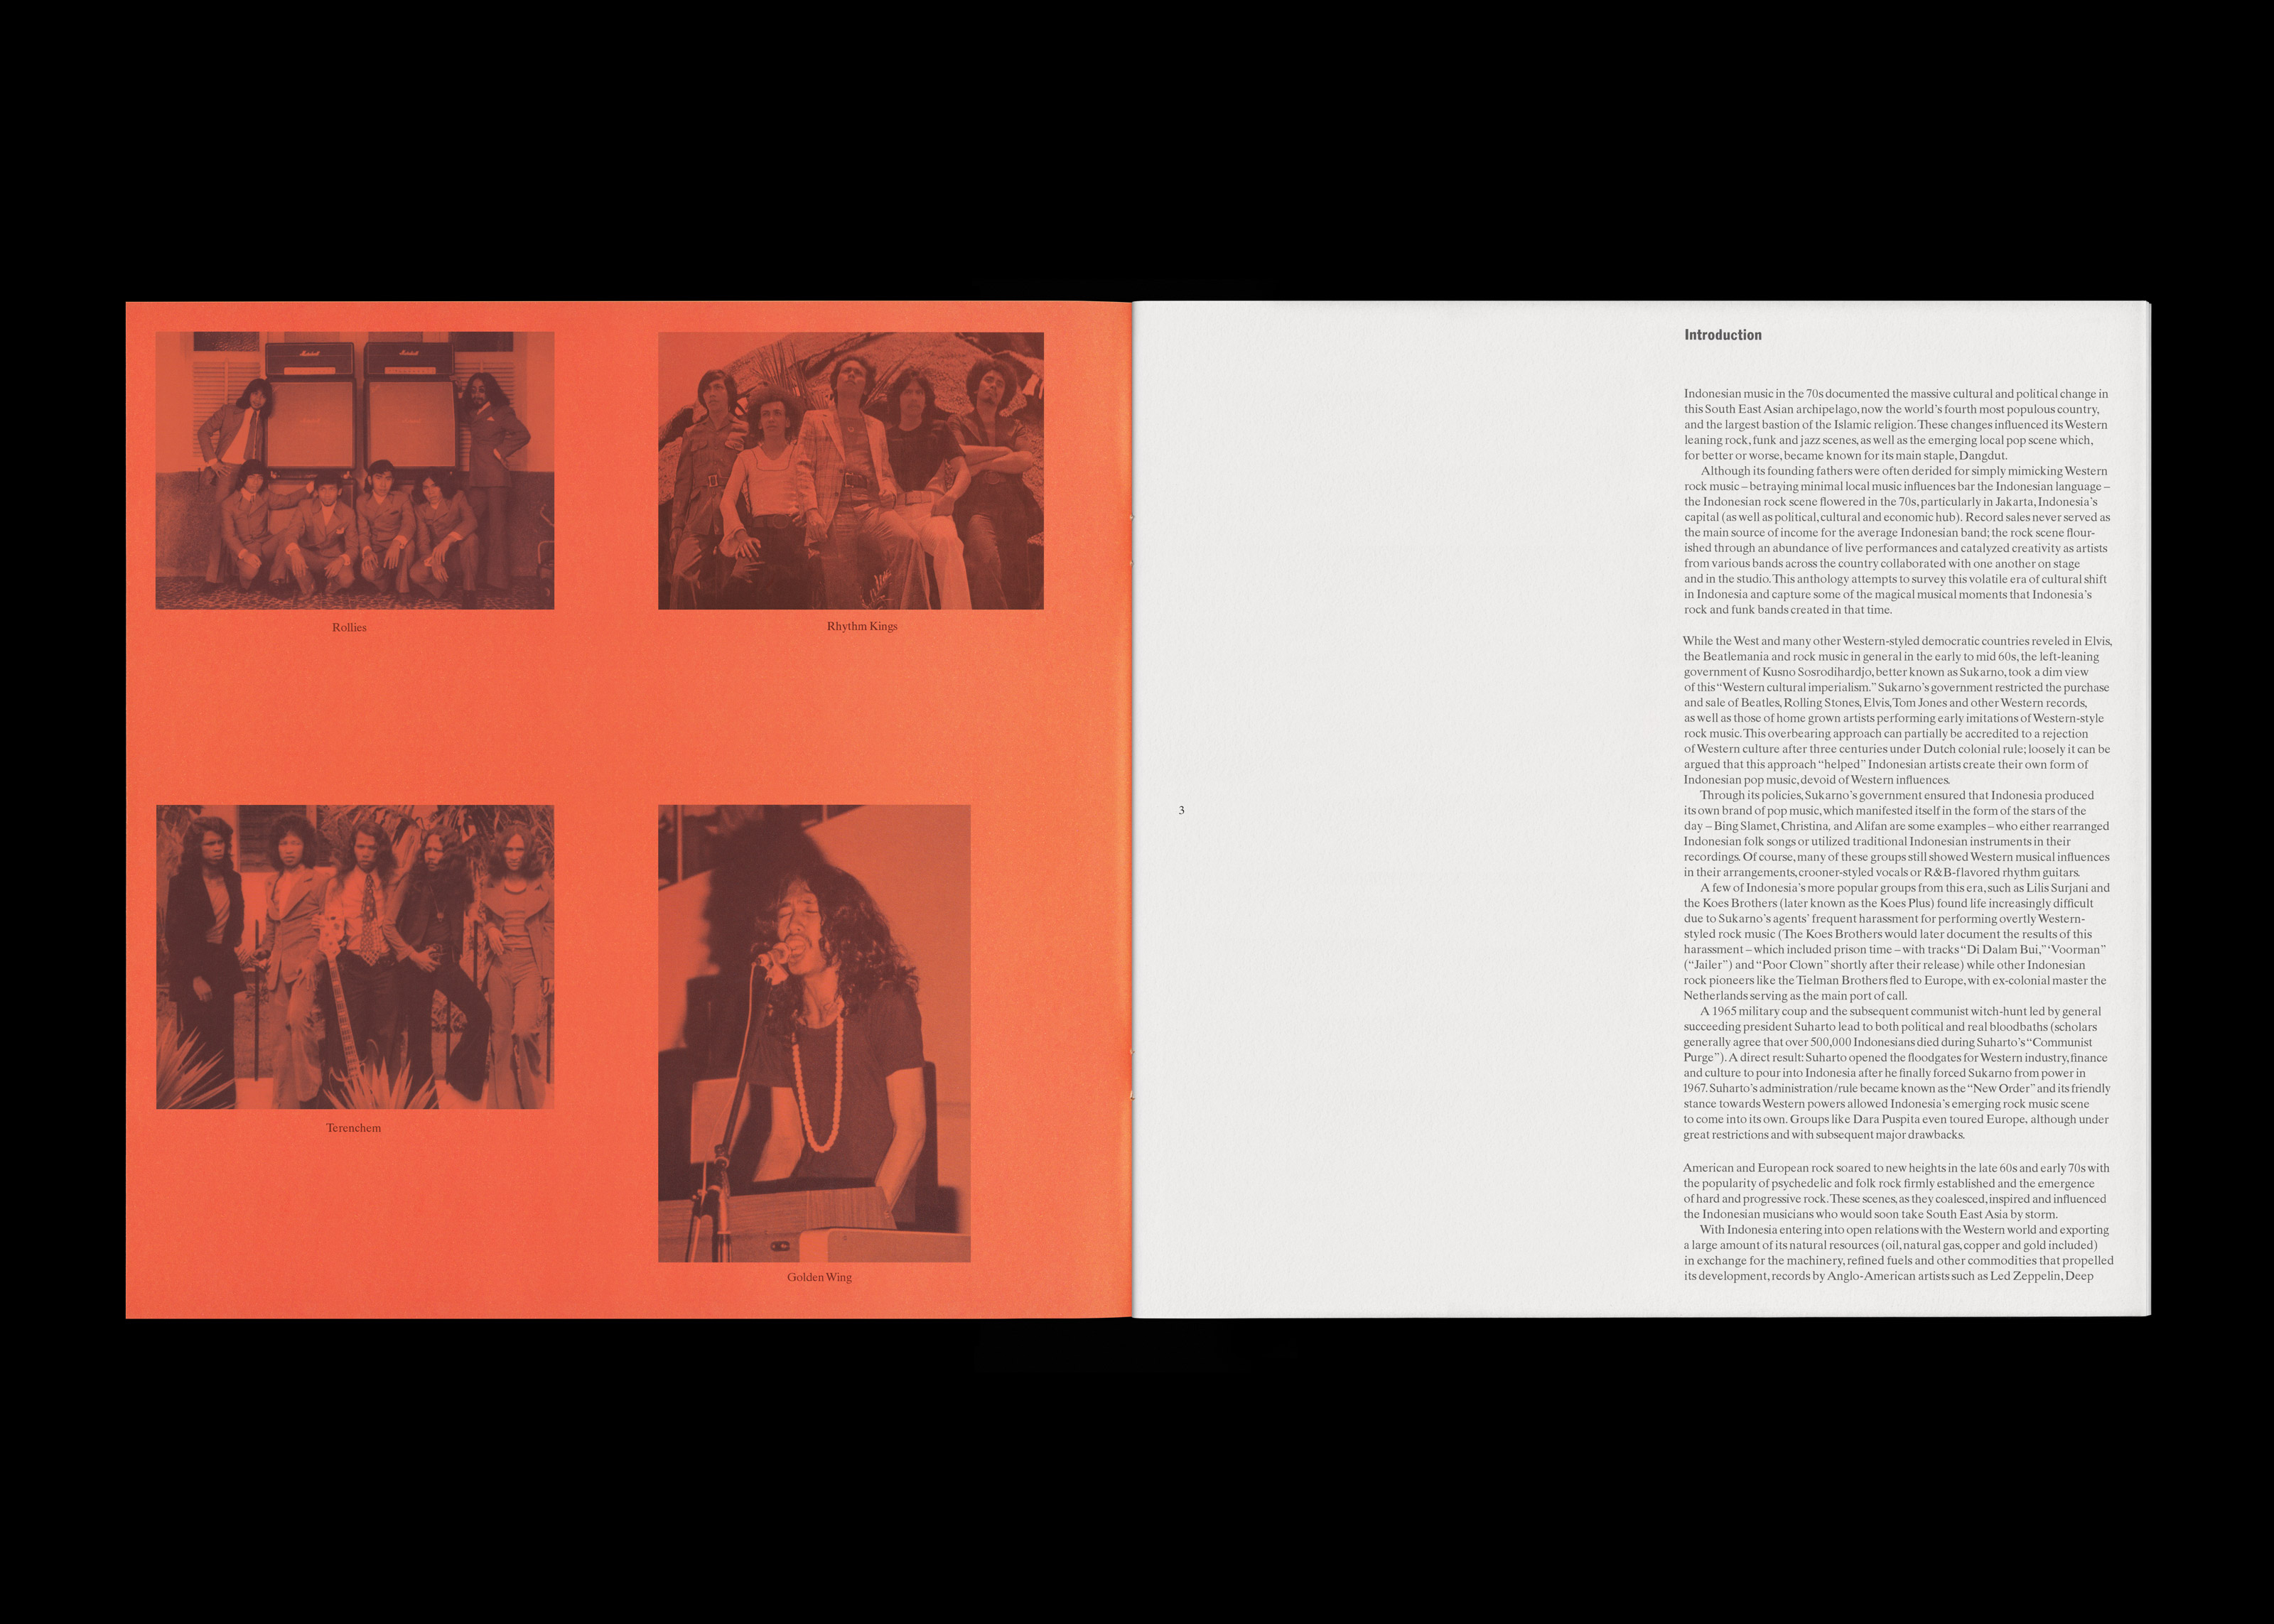 Marshall
Marshall
Rollies
Rhythm Kings
Terenchem
Golden Wing
3
Introduction
Indonesian music in the 70s documented the massive cultural and political change in
this South East Asian archipelago, now the world's fourth most populous country,
and the largest bastion of the Islamic religion. These changes influenced its Western
leaning rock, funk and jazz scenes, as well as the emerging local pop scene which,
for better or worse, became known for its main staple, Dangdut.
Although its founding fathers were often derided for simply mimicking Western
rock music – betraying minimal local music influences bar the Indonesian language –
the Indonesian rock scene flowered in the 70s, particularly in Jakarta, Indonesia's
capital (as well as political, cultural and economic hub). Record sales never served as
the main source of income for the average Indonesian band; the rock scene flour-
ished through an abundance of live performances and catalyzed creativity as artists
from various bands across the country collaborated with one another on stage
and in the studio. This anthology attempts to survey this volatile era of cultural shift
in Indonesia and capture some of the magical musical moments that Indonesia's
rock and funk bands created in that time.
While the West and many other Western-styled democratic countries reveled in Elvis,
the Beatlemania and rock music in general in the early to mid 60s, the left-leaning
government of Kusno Sosrodihardjo, better known as Sukarno, took a dim view
of this “Western cultural imperialism.” Sukarno's government restricted the purchase
and sale of Beatles, Rolling Stones, Elvis, Tom Jones and other Western records,
as well as those of home grown artists performing early imitations of Western-style
rock music. This overbearing approach can partially be accredited to a rejection
of Western culture after three centuries under Dutch colonial rule; loosely it can be
argued that this approach “helped” Indonesian artists create their own form of
Indonesian pop music, devoid of Western influences.
Through its policies, Sukarno's government ensured that Indonesia produced
its own brand of pop music, which manifested itself in the form of the stars of the
day – Bing Slamet, Christina, and Alifan are some examples – who either rearranged
Indonesian folk songs or utilized traditional Indonesian instruments in their
recordings. Of course, many of these groups still showed Western musical influences
in their arrangements, crooner-styled vocals or R&B-flavored rhythm guitars.
A few of Indonesia's more popular groups from this era, such as Lilis Surjani and
the Koes Brothers (later known as the Koes Plus) found life increasingly difficult
due to Sukarno's agents' frequent harassment for performing overtly Western-
styled rock music (The Koes Brothers would later document the results of this
harassment – which included prison time – with tracks “Di Dalam Bui,” ‘Voorman”
(“Jailer”) and “Poor Clown” shortly after their release) while other Indonesian
rock pioneers like the Tielman Brothers fled to Europe, with ex-colonial master the
Netherlands serving as the main port of call.
A 1965 military coup and the subsequent communist witch-hunt led by general
succeeding president Suharto lead to both political and real bloodbaths (scholars
generally agree that over 500,000 Indonesians died during Suharto's “Communist
Purge”). A direct result: Suharto opened the floodgates for Western industry, finance
and culture to pour into Indonesia after he finally forced Sukarno from power in
1967. Suharto's administration/rule became known as the “New Order” and its friendly
stance towards Western powers allowed Indonesia's emerging rock music scene
to come into its own. Groups like Dara Puspita even toured Europe, although under
great restrictions and with subsequent major drawbacks.
American and European rock soared to new heights in the late 60s and early 70s with
the popularity of psychedelic and folk rock firmly established and the emergence
of hard and progressive rock. These scenes, as they coalesced, inspired and influenced
the Indonesian musicians who would soon take South East Asia by storm.
With Indonesia entering into open relations with the Western world and exporting
a large amount of its natural resources (oil, natural gas, copper and gold included)
in exchange for the machinery, refined fuels and other commodities that propelled
its development, records by Anglo-American artists such as Led Zeppelin, Deep